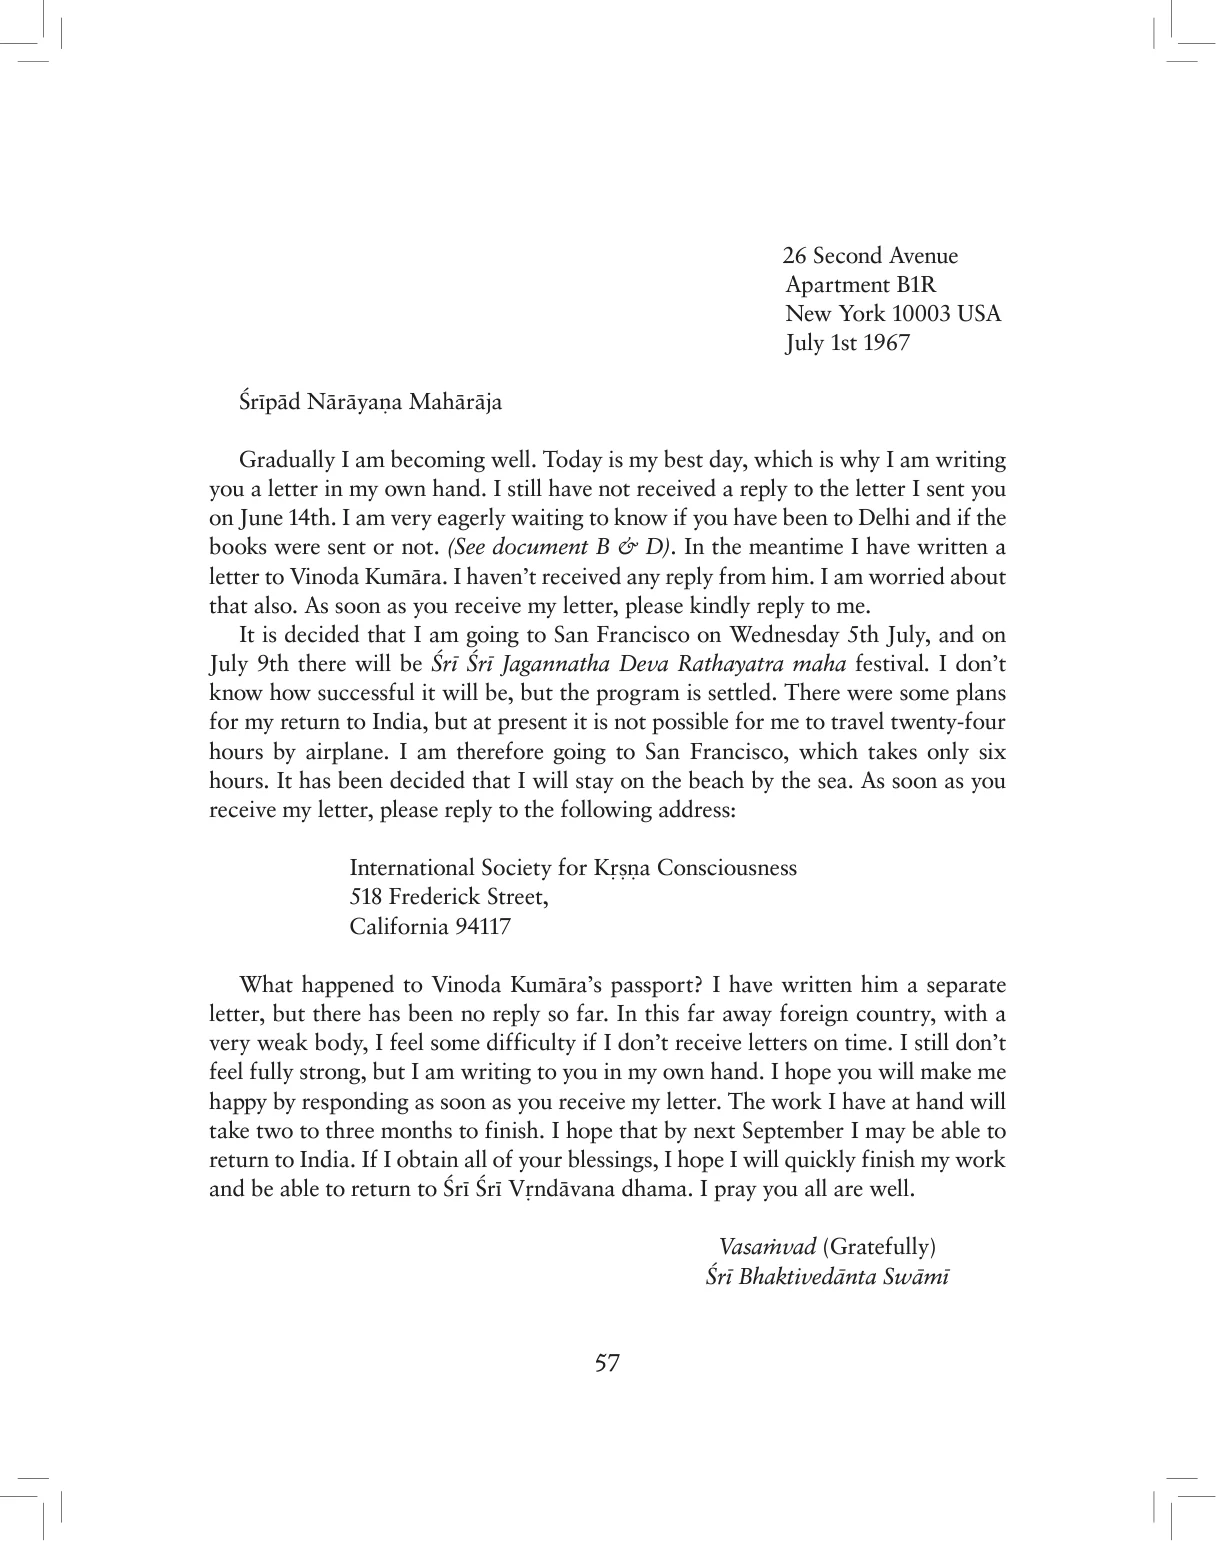 26 Second Avenue
Apartment B1R
New York 10003 USA
July 1st 1967
Śrīpād Nārāyaṇa Mahārāja
Gradually I am becoming well. Today is my best day, which is why I am writing
you a letter in my own hand. I still have not received a reply to the letter I sent you
on June 14th. I am very eagerly waiting to know if you have been to Delhi and if the
books were sent or not. (See document B & D). In the meantime I have written a
letter to Vinoda Kumāra. I haven’t received any reply from him. I am worried about
that also. As soon as you receive my letter, please kindly reply to me.
It is decided that I am going to San Francisco on Wednesday 5th July, and on
July 9th there will be Śrī Śrī Jagannatha Deva Rathayatra maha festival. I don’t
know how successful it will be, but the program is settled. There were some plans
for my return to India, but at present it is not possible for me to travel twenty-four
hours by airplane. I am therefore going to San Francisco, which takes only six
hours. It has been decided that I will stay on the beach by the sea. As soon as you
receive my letter, please reply to the following address:
International Society for Kṛṣṇa Consciousness
518 Frederick Street,
California 94117
What happened to Vinoda Kumāra’s passport? I have written him a separate
letter, but there has been no reply so far. In this far away foreign country, with a
very weak body, I feel some difficulty if I don’t receive letters on time. I still don’t
feel fully strong, but I am writing to you in my own hand. I hope you will make me
happy by responding as soon as you receive my letter. The work I have at hand will
take two to three months to finish. I hope that by next September I may be able to
return to India. If I obtain all of your blessings, I hope I will quickly finish my work
and be able to return to Śrī Śrī Vṛndāvana dhama. I pray you all are well.
Vasaṁvad (Gratefully)
Śrī Bhaktivedānta Swāmī
57